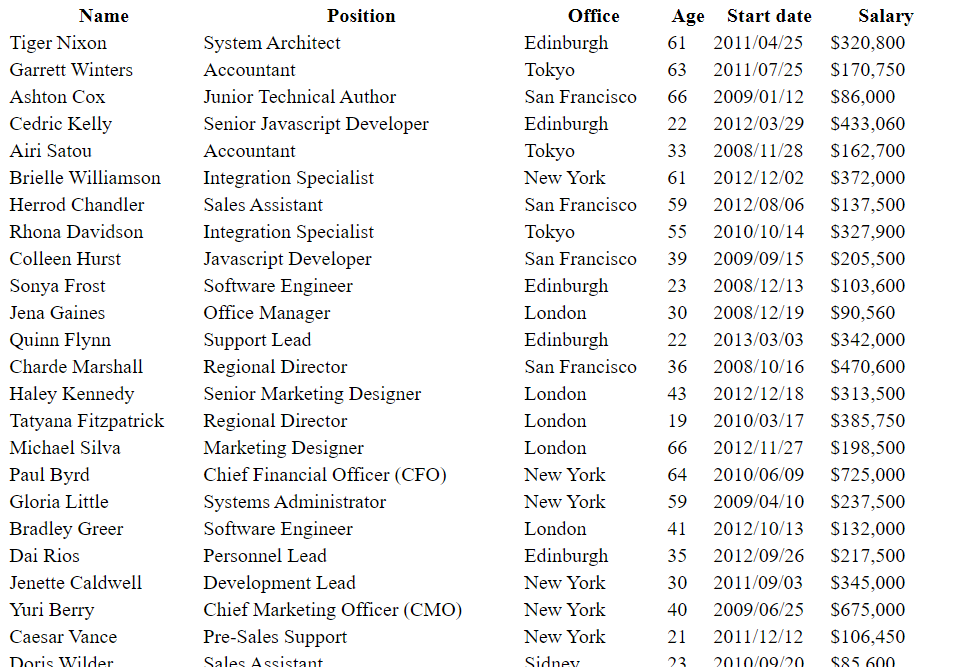 Name Position Office Age Start date Salary
Tiger Nixon System Architect Edinburgh 61 2011/04/25 $320,800
Garrett Winters Accountant Tokyo 63 2011/07/25 $170,750
Ashton Cox Junior Technical Author San Francisco 66 2009/01/12 $86,000
Cedric Kelly Senior Javascript Developer Edinburgh 22 2012/03/29 $433,060
Airi Satou Accountant Tokyo 33 2008/11/28 $162,700
Brielle Williamson Integration Specialist New York 61 2012/12/02 $372,000
Herrod Chandler Sales Assistant San Francisco 59 2012/08/06 $137,500
Rhona Davidson Integration Specialist Tokyo 55 2010/10/14 $327,900
Colleen Hurst Javascript Developer San Francisco 39 2009/09/15 $205,500
Sonya Frost Software Engineer Edinburgh 23 2008/12/13 $103,600
Jena Gaines Office Manager London 30 2008/12/19 $90,560
Quinn Flynn Support Lead Edinburgh 22 2013/03/03 $342,000
Charde Marshall Regional Director San Francisco 36 2008/10/16 $470,600
Haley Kennedy Senior Marketing Designer London 43 2012/12/18 $313,500
Tatyana Fitzpatrick Regional Director London 19 2010/03/17 $385,750
Michael Silva Marketing Designer London 66 2012/11/27 $198,500
Paul Byrd Chief Financial Officer (CFO) New York 64 2010/06/09 $725,000
Gloria Little Systems Administrator New York 59 2009/04/10 $237,500
Bradley Greer Software Engineer London 41 2012/10/13 $132,000
Dai Rios Personnel Lead Edinburgh 35 2012/09/26 $217,500
Jenette Caldwell Development Lead New York 30 2011/09/03 $345,000
Yuri Berry Chief Marketing Officer (CMO) New York 40 2009/06/25 $675,000
Caesar Vance Pre-Sales Support New York 21 2011/12/12 $106,450
Doris Wilder Sales Assistant Sidney 23 2010/09/20 $85,600